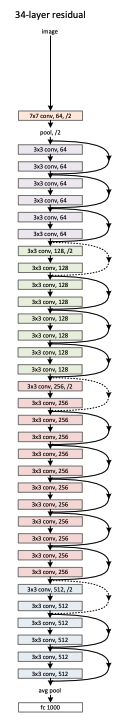 34-layer residual
image
7x7 conv, 64, /2
pool, /2
3x3 conv, 64
3x3 conv, 64
3x3 conv, 64
3x3 conv, 64
3x3 conv, 64
3x3 conv, 64
3x3 conv, 128, /2
3x3 conv, 128
3x3 conv, 128
3x3 conv, 128
3x3 conv, 128
3x3 conv, 128
3x3 conv, 128
3x3 conv, 128
3x3 conv, 256, /2
3x3 conv, 256
3x3 conv, 256
3x3 conv, 256
3x3 conv, 256
3x3 conv, 256
3x3 conv, 256
3x3 conv, 256
3x3 conv, 256
3x3 conv, 256
3x3 conv, 256
3x3 conv, 256
3x3 conv, 512, /2
3x3 conv, 512
3x3 conv, 512
3x3 conv, 512
3x3 conv, 512
3x3 conv, 512
avg pool
fc 1000